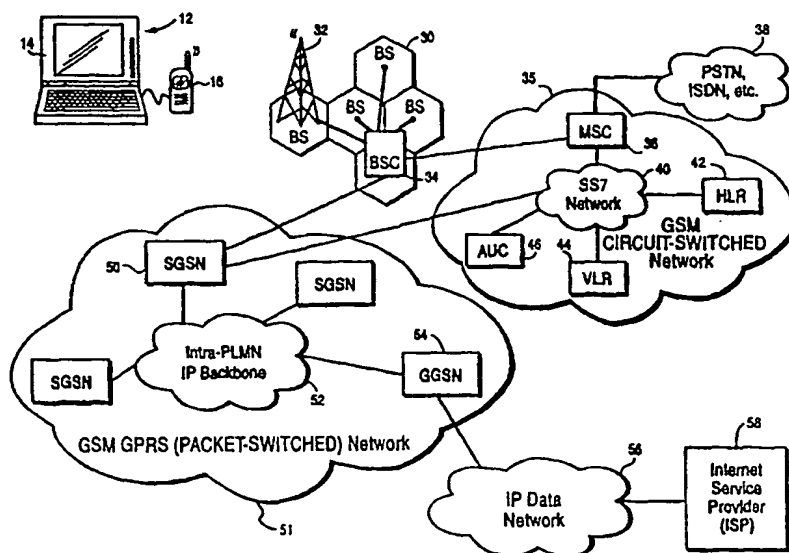 12
14
16
32
30
BS
BS
BS
BS
BS
BSC
34
35
38
PSTN,
ISDN, etc.
MSC
36
SS7
Network
40
42
HLR
GSM
CIRCUIT-SWITCHED
Network
AUC
46
44
VLR
50
SGSN
SGSN
SGSN
Intra-PLMN
IP Backbone
52
54
GGSN
GSM GPRS (PACKET-SWITCHED) Network
51
56
IP Data
Network
58
Internet
Service
Provider
(ISP)